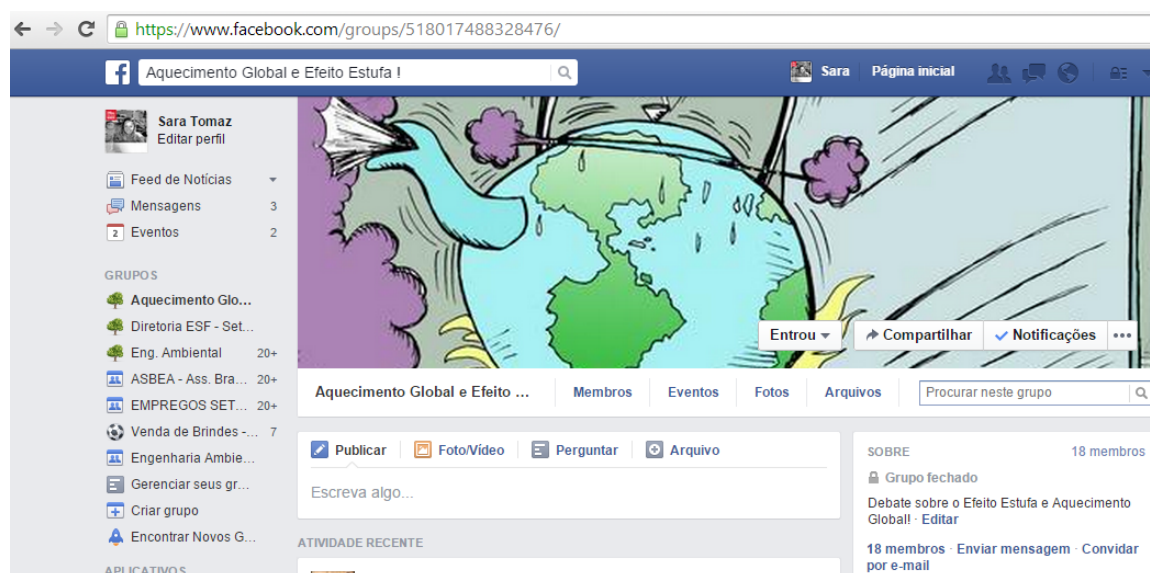 https://www.facebook.com/groups/518017488328476/
Aquecimento Global e Efeito Estufa !
Sara Página inicial
Sara Tomaz
Editar perfil
Feed de Notícias
Mensagens 3
2 Eventos 2
GRUPOS
Aquecimento Glo...
Diretoria ESF - Set...
Eng. Ambiental 20+
ASBEA - Ass. Bra... 20+
EMPREGOS SET... 20+
Venda de Brindes -... 7
Engenharia Ambie...
Gerenciar seus gr...
Criar grupo
Encontrar Novos G...
APLICATIVOS
Entrou Compartilhar Notificações
Aquecimento Global e Efeito ... Membros Eventos Fotos Arquivos Procurar neste grupo
Publicar Foto/Vídeo Perguntar Arquivo
Escreva algo...
ATIVIDADE RECENTE
SOBRE 18 membros
Grupo fechado
Debate sobre o Efeito Estufa e Aquecimento
Global! · Editar
18 membros · Enviar mensagem · Convidar
por e-mail